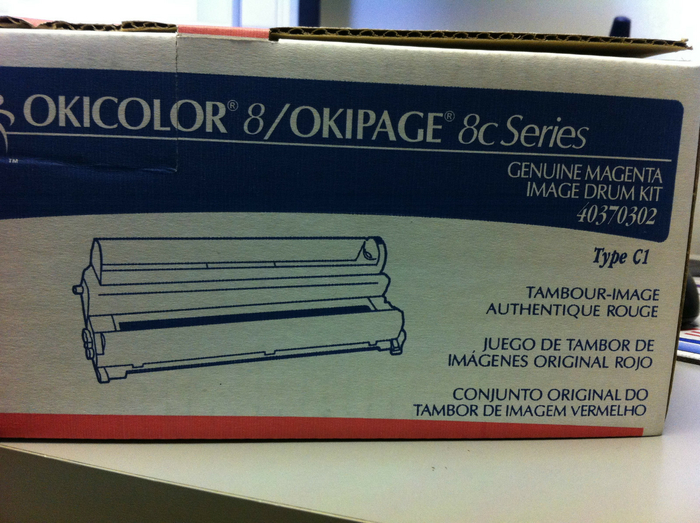 OKICOLOR® 8/OKIPAGE® 8c Series
TM
GENUINE MAGENTA
IMAGE DRUM KIT
40370302
Type C1
TAMBOUR-IMAGE
AUTHENTIQUE ROUGE
JUEGO DE TAMBOR DE
IMÁGENES ORIGINAL ROJO
CONJUNTO ORIGINAL DO
TAMBOR DE IMAGEM VERMELHO